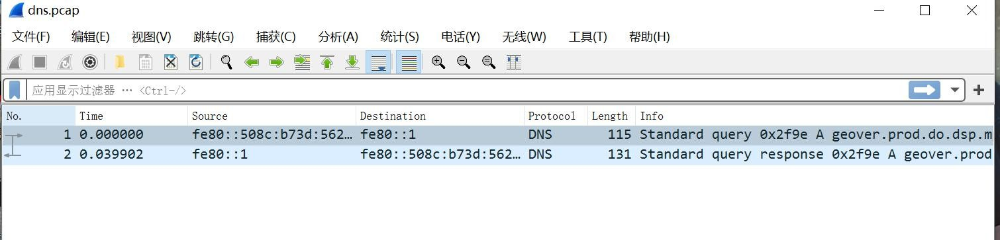 dns.pcap
文件(F) 编辑(E) 视图(V) 跳转(G) 捕获(C) 分析(A) 统计(S) 电话(Y) 无线(W) 工具(T) 帮助(H)
应用显示过滤器 … <Ctrl-/>
No. Time Source Destination Protocol Length Info
1 0.000000 fe80::508c:b73d:562… fe80::1 DNS 115 Standard query 0x2f9e A geover.prod.do.dsp.m
2 0.039902 fe80::1 fe80::508c:b73d:562… DNS 131 Standard query response 0x2f9e A geover.prod